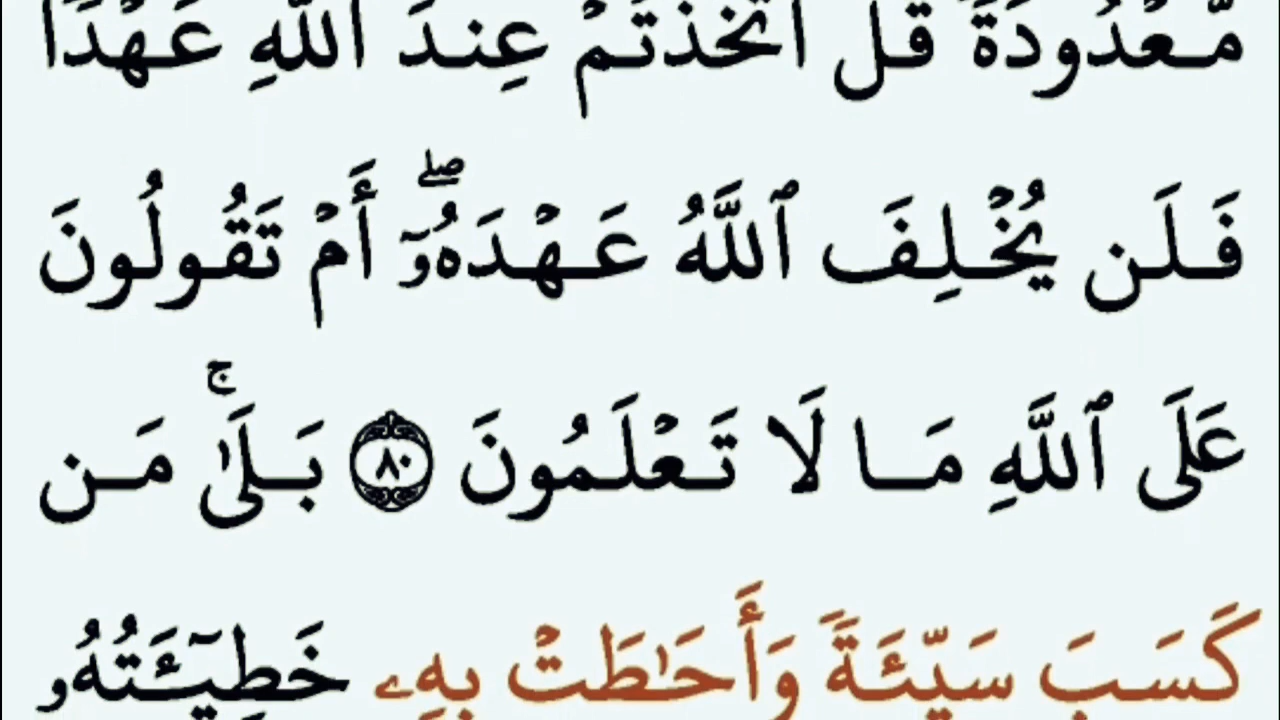 مَّعْدُودَةً قُلْ أَتَّخَذْتُمْ عِندَ ٱللَّهِ عَهْدًا
فَلَن يُخْلِفَ ٱللَّهُ عَهْدَهُۥٓ ۖ أَمْ تَقُولُونَ
عَلَى ٱللَّهِ مَا لَا تَعْلَمُونَ ٨٠ بَلَىٰ ۚ مَن
كَسَبَ سَيِّئَةً وَأَحَـٰطَتْ بِهِۦ خَطِيٓـَٔتُهُۥ